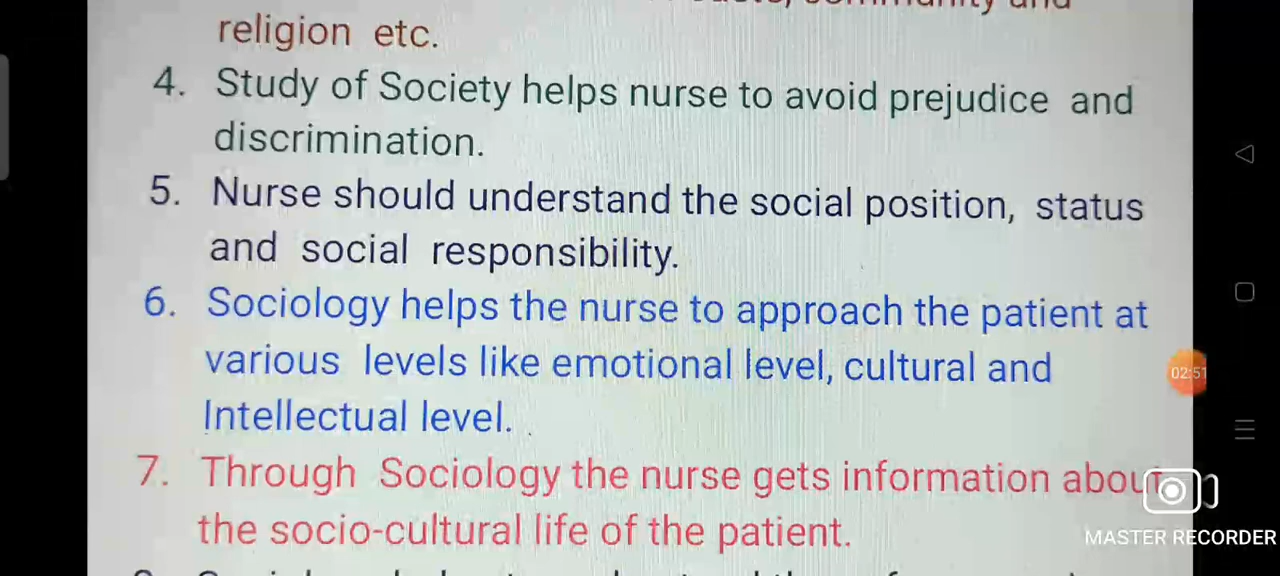 religion etc.
4. Study of Society helps nurse to avoid prejudice and
discrimination.
5. Nurse should understand the social position, status
and social responsibility.
6. Sociology helps the nurse to approach the patient at
various levels like emotional level, cultural and
Intellectual level.
7. Through Sociology the nurse gets information about
the socio-cultural life of the patient.
02:51
MASTER RECORDER